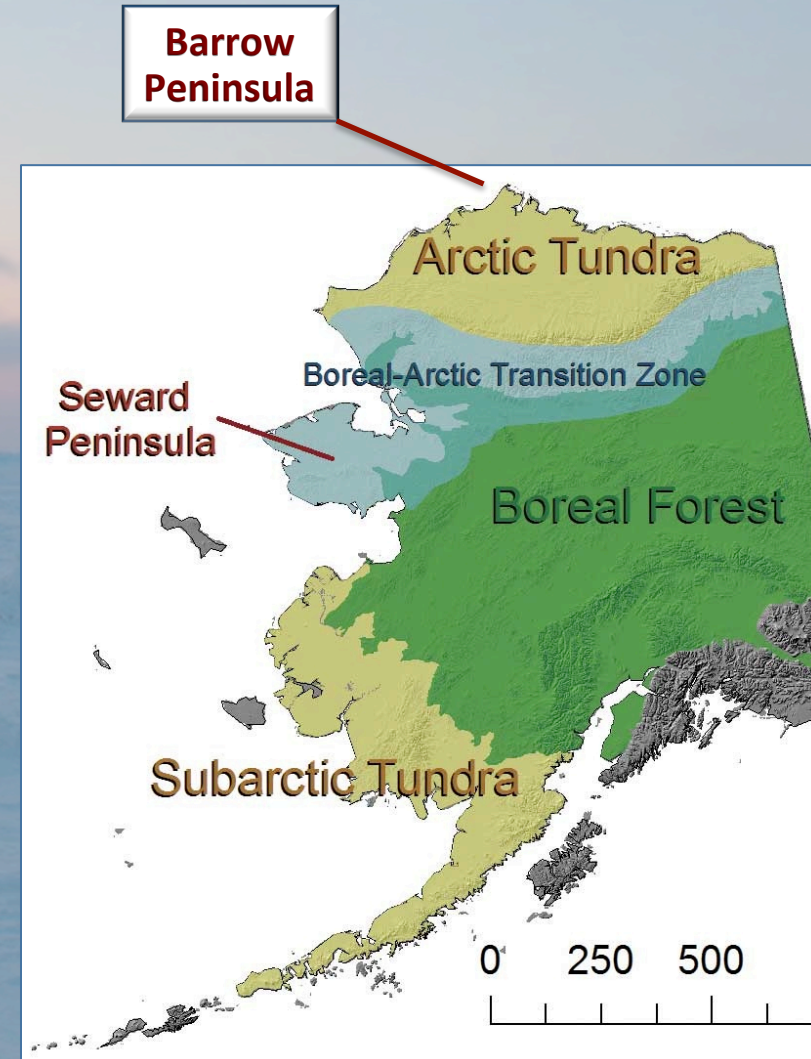 Barrow
Peninsula
Arctic Tundra
Boreal-Arctic Transition Zone
Seward
Peninsula
Boreal Forest
Subarctic Tundra
0 250 500